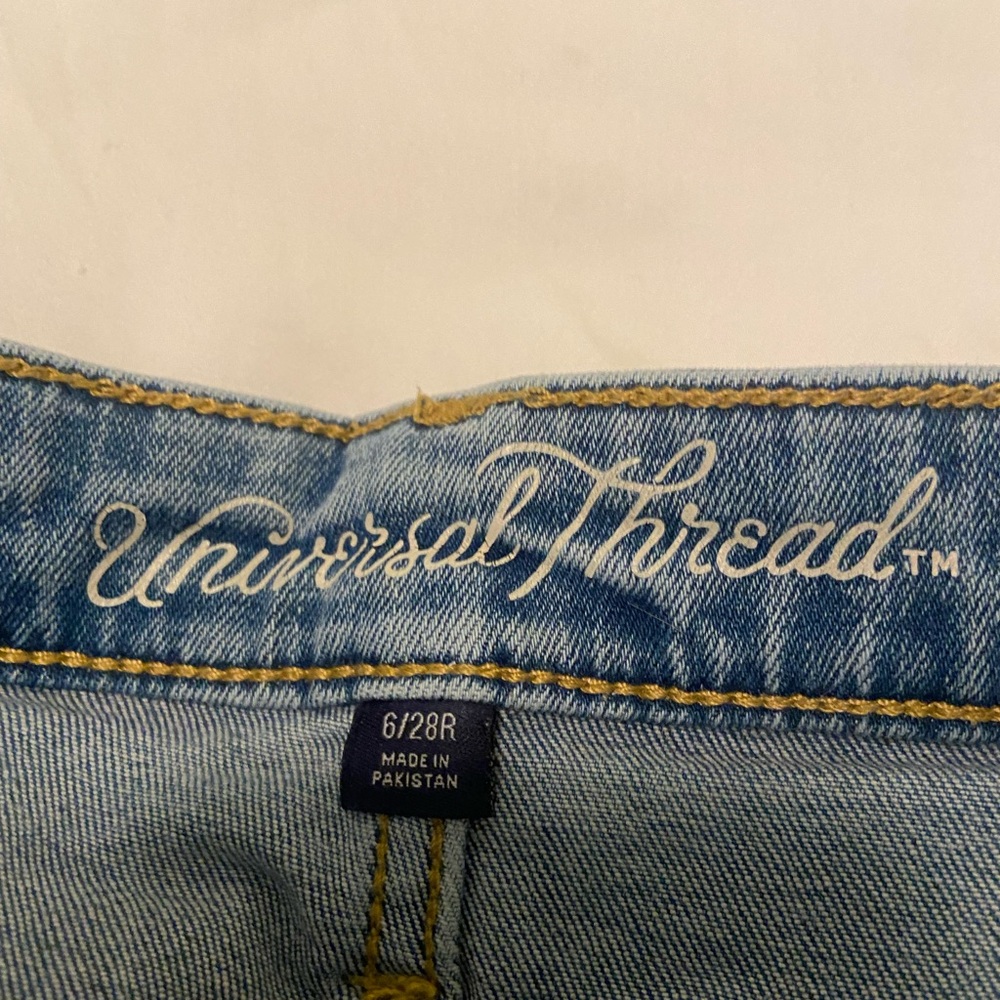 Universal Thread™
6/28R
MADE IN
PAKISTAN